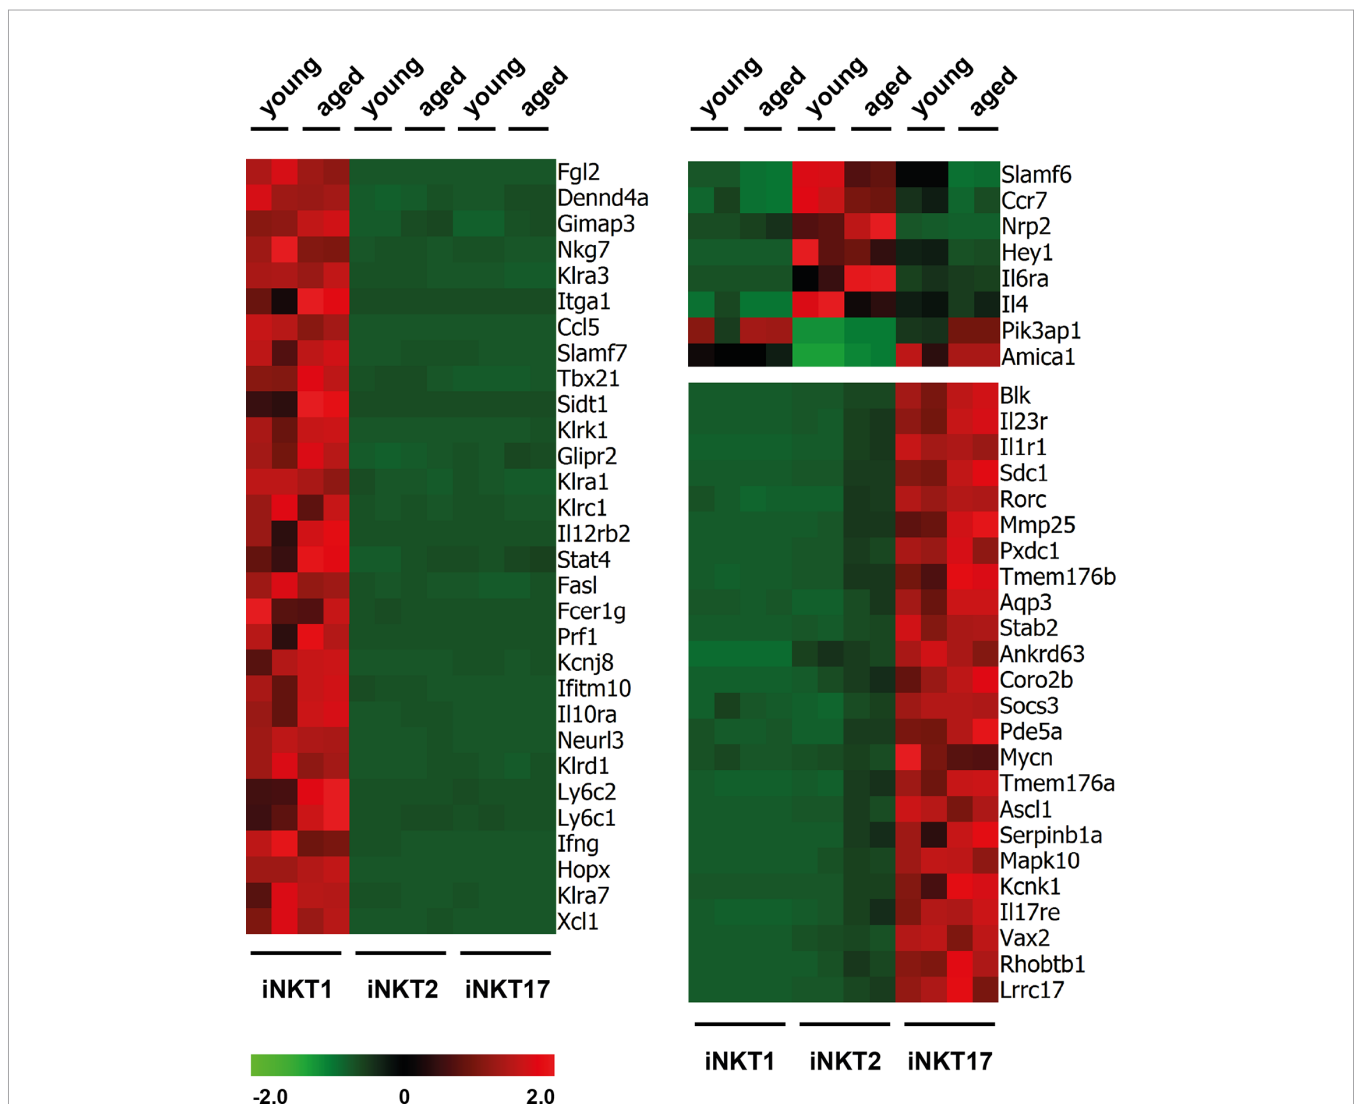 young aged young aged young aged
Fgl2
Dennd4a
Gimap3
Nkg7
Klra3
Itga1
Ccl5
Slamf7
Tbx21
Sidt1
Klrk1
Glipr2
Klra1
Klrc1
Il12rb2
Stat4
Fasl
Fcer1g
Prf1
Kcnj8
Ifitm10
Il10ra
Neurl3
Klrd1
Ly6c2
Ly6c1
Ifng
Hopx
Klra7
Xcl1
iNKT1 iNKT2 iNKT17
-2.0 0 2.0
young aged young aged young aged
Slamf6
Ccr7
Nrp2
Hey1
Il6ra
Il4
Pik3ap1
Amica1
Blk
Il23r
Il1r1
Sdc1
Rorc
Mmp25
Pxdc1
Tmem176b
Aqp3
Stab2
Ankrd63
Coro2b
Socs3
Pde5a
Mycn
Tmem176a
Ascl1
Serpinb1a
Mapk10
Kcnk1
Il17re
Vax2
Rhobtb1
Lrrc17
iNKT1 iNKT2 iNKT17